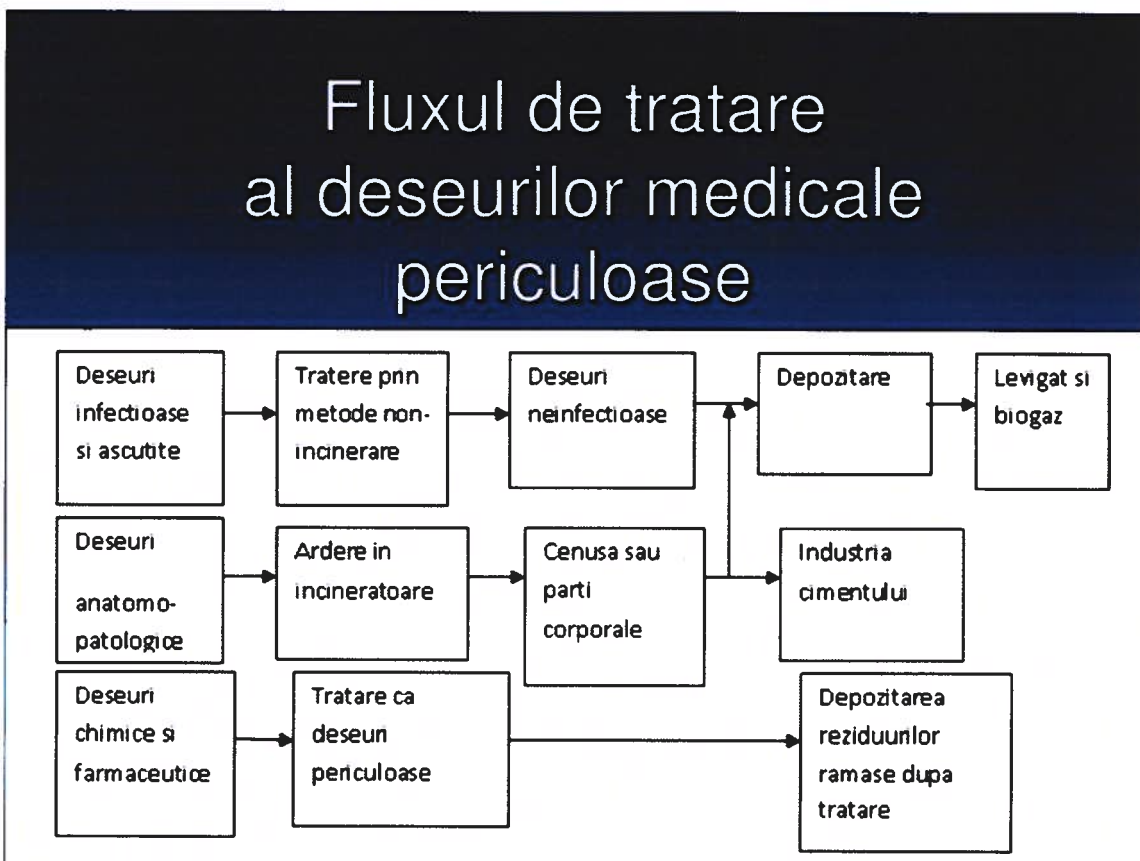 Fluxul de tratare
al deseurilor medicale
periculoase
Deseuri
infectioase
si ascutite
Tratere prin
metode non-
incinerare
Deseuri
neinfectioase
Depozitare
Levigat si
biogaz
Deseuri
anatomo-
patologice
Ardere in
incineratoare
Cenusa sau
parti
corporale
Industria
cimentului
Deseuri
chimice si
farmaceutice
Tratare ca
deseuri
periculoase
Depozitarea
reziduurilor
ramase dupa
tratare